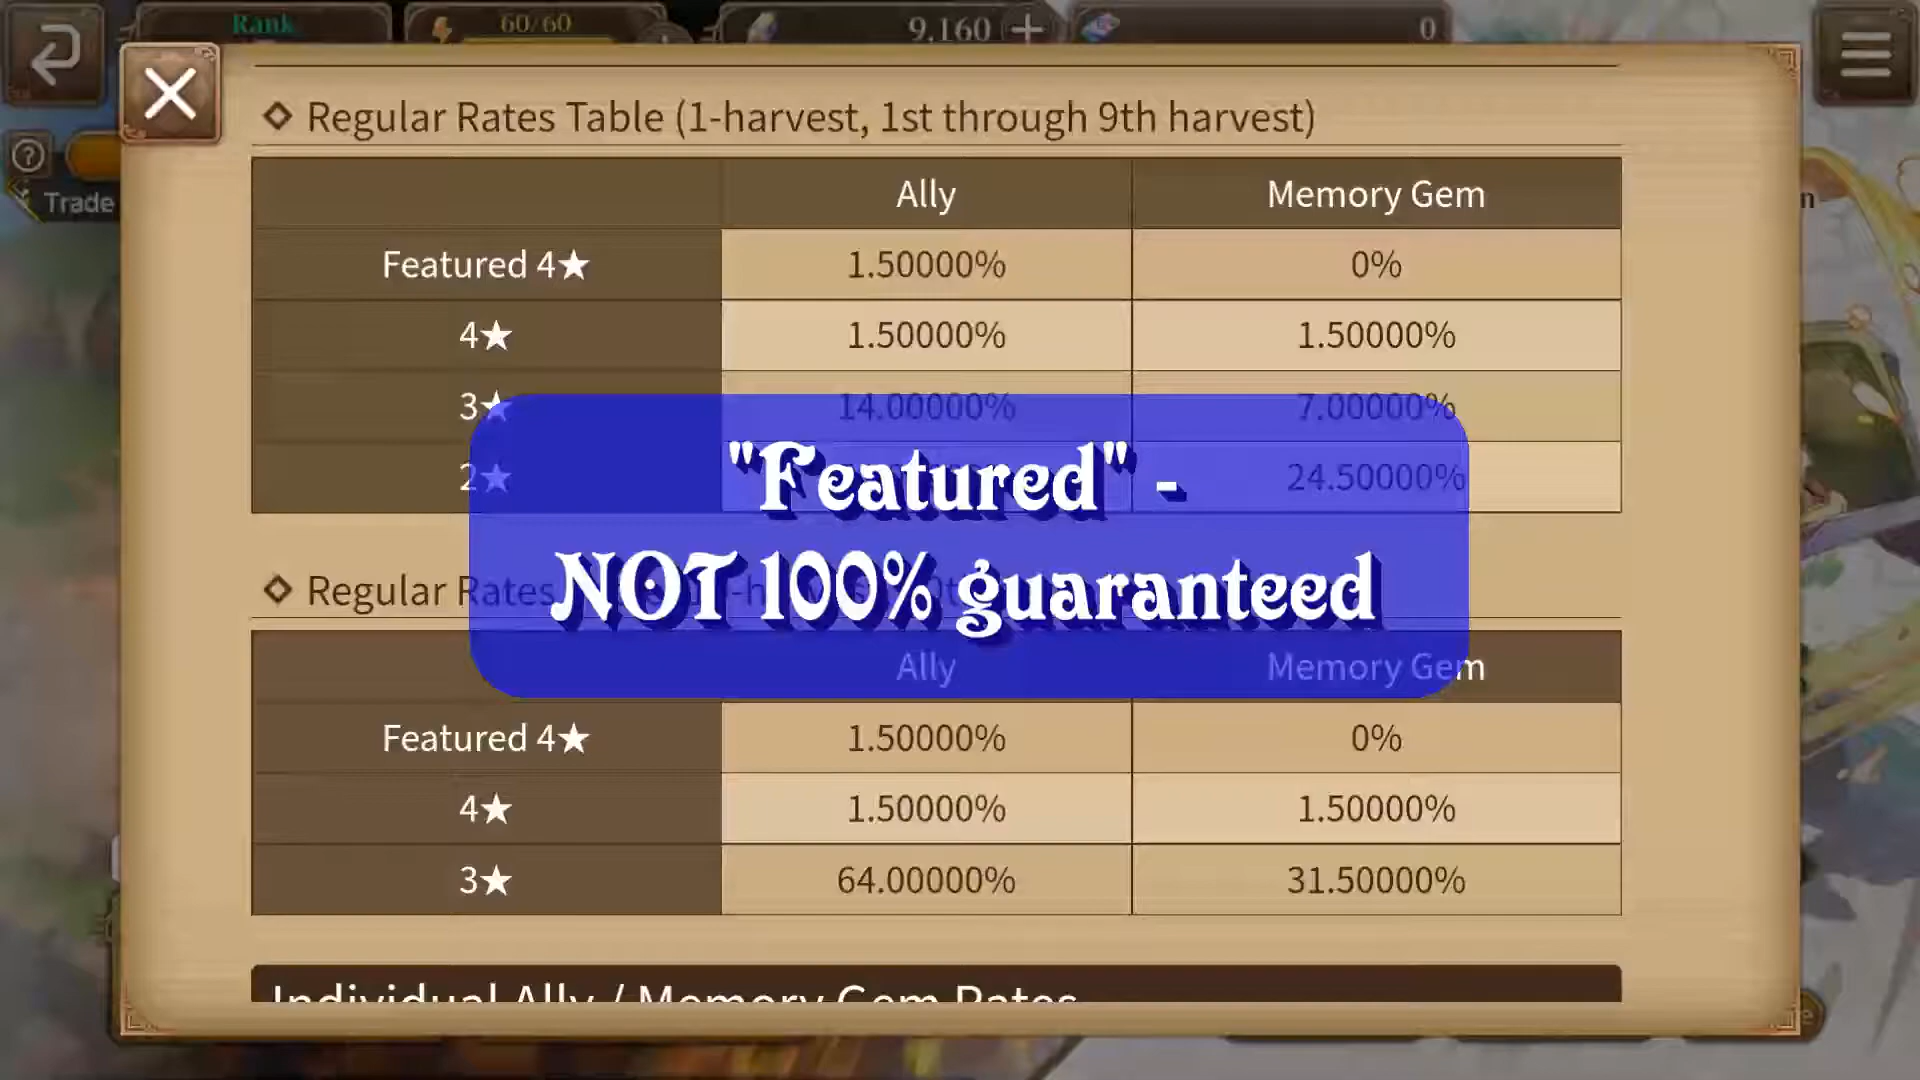 Rank 60/60 9,160 0
Trade
◇ Regular Rates Table (1-harvest, 1st through 9th harvest)
Ally Memory Gem
Featured 4★ 1.50000% 0%
4★ 1.50000% 1.50000%
3★ 14.00000% 7.00000%
2★ 24.50000%
"Featured" -
NOT 100% guaranteed
◇ Regular Rates
Ally Memory Gem
Featured 4★ 1.50000% 0%
4★ 1.50000% 1.50000%
3★ 64.00000% 31.50000%
Individual Ally / Memory Gem Rates